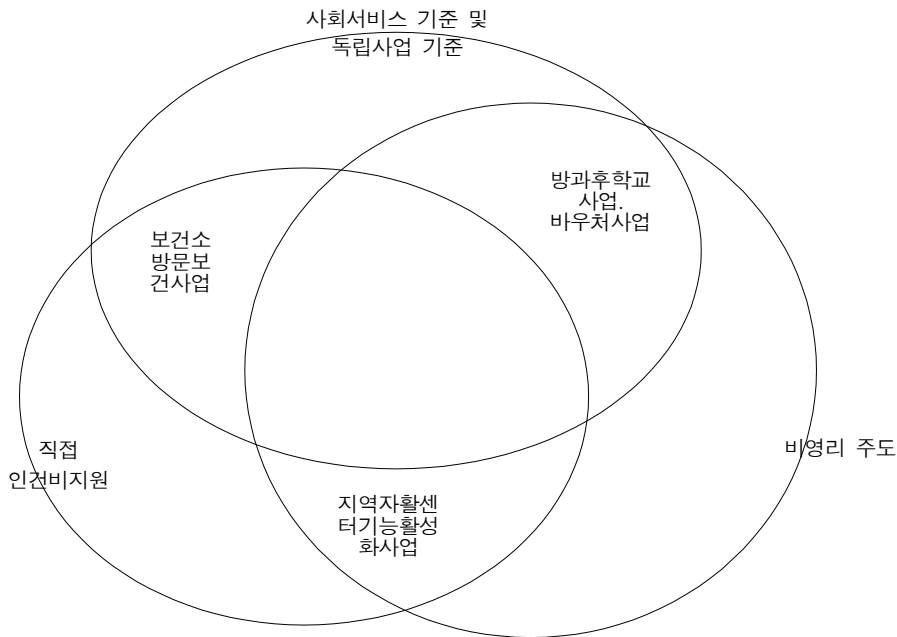 사회서비스 기준 및
독립사업 기준
방과후학교
사업.
바우처사업
보건소
방문보
건사업
직접
인건비지원
비영리 주도
지역자활센
터기능활성
화사업